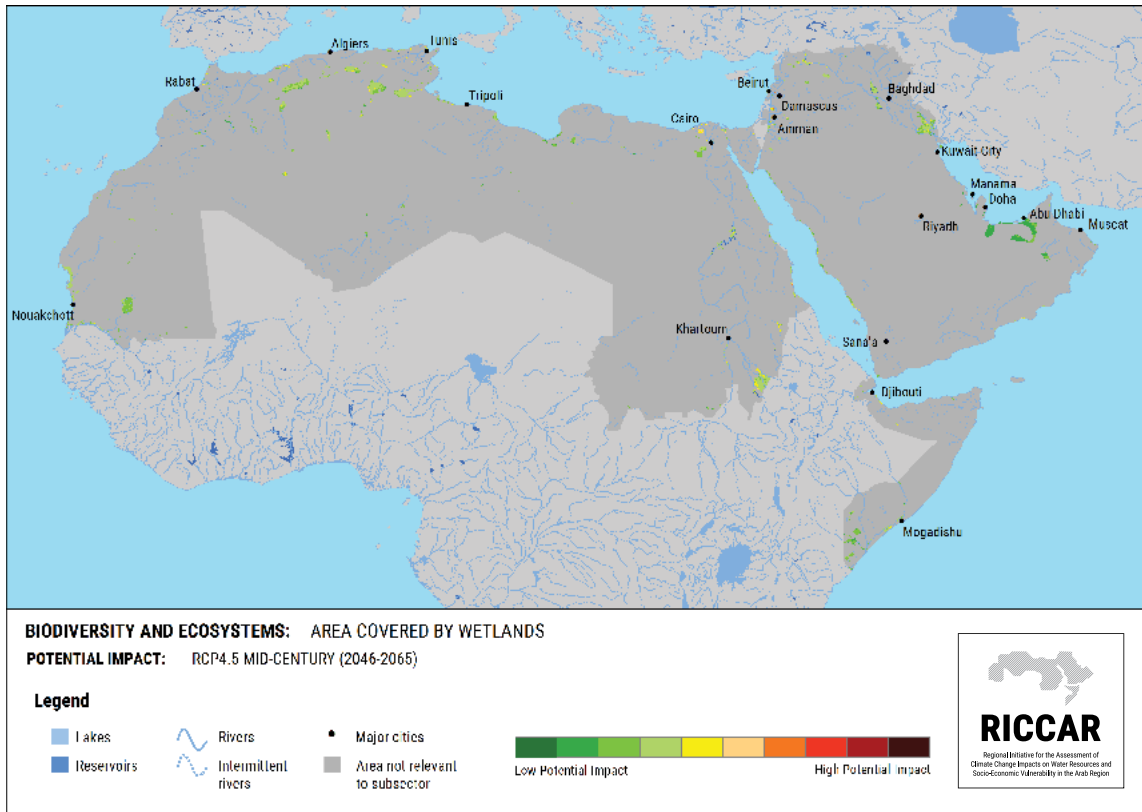 Algiers
Tunis
Rabat
Tripoli
Beirut
Damascus
Baghdad
Cairo
Amman
Kuwait City
Manama
Doha
Abu Dhabi
Muscat
Riyadh
Nouakchott
Khartoum
Sana'a
Djibouti
Mogadishu
BIODIVERSITY AND ECOSYSTEMS: AREA COVERED BY WETLANDS
POTENTIAL IMPACT: RCP4.5 MID-CENTURY (2046-2065)
Legend
Lakes
Reservoirs
Rivers
Intermittent
rivers
Major cities
Area not relevant
to subsector
Low Potential Impact
High Potential Impact
RICCAR
Regional Initiative for the Assessment of
Climate Change Impacts on Water Resources and
Socio-Economic Vulnerability in the Arab Region